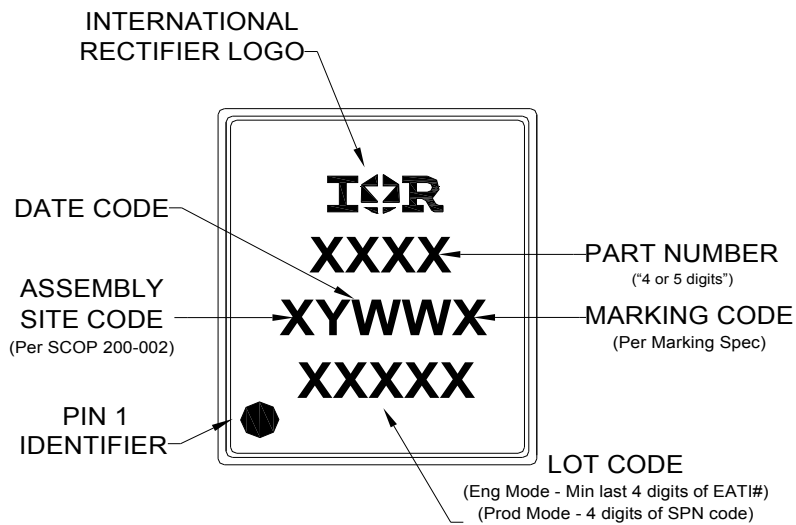 INTERNATIONAL
RECTIFIER LOGO
IOR
DATE CODE
XXXX
PART NUMBER
(“4 or 5 digits”)
ASSEMBLY
SITE CODE
(Per SCOP 200-002)
XYWWX
MARKING CODE
(Per Marking Spec)
XXXXX
PIN 1
IDENTIFIER
LOT CODE
(Eng Mode - Min last 4 digits of EATI#)
(Prod Mode - 4 digits of SPN code)